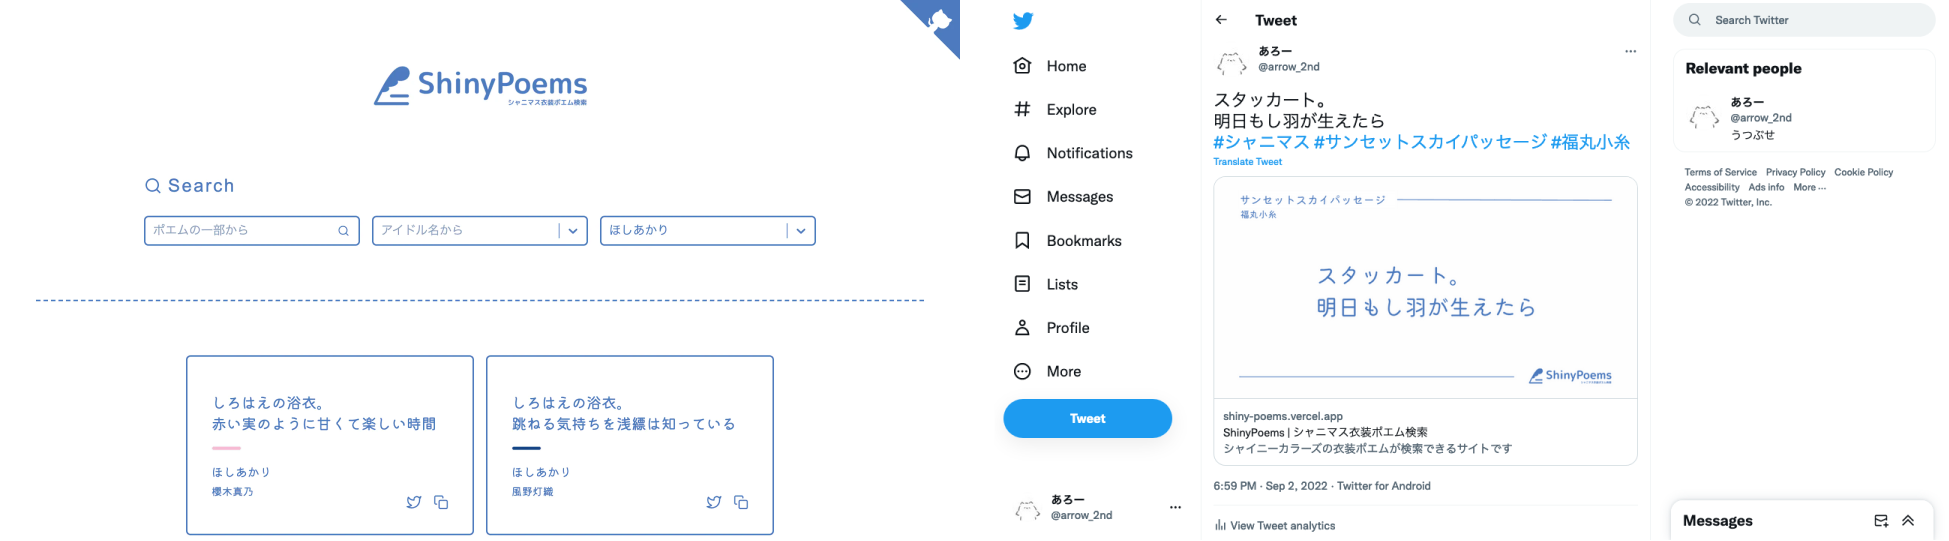 ShinyPoems
シャニマス衣装ポエム検索
Search
ポエムの一部から
アイドル名から
ほしあかり
しろはえの浴衣。
赤い実のように甘くて楽しい時間
ほしあかり
櫻木真乃
しろはえの浴衣。
跳ねる気持ちを浅縹は知っている
ほしあかり
風野灯織
Home
Explore
Notifications
Messages
Bookmarks
Lists
Profile
More
Tweet
あろー
@arrow_2nd
Tweet
あろー
@arrow_2nd
スタッカート。
明日もし羽が生えたら
#シャニマス #サンセットスカイパッセージ #福丸小糸
Translate Tweet
サンセットスカイパッセージ
福丸小糸
スタッカート。
明日もし羽が生えたら
ShinyPoems
シャニマス衣装ポエム検索
shiny-poems.vercel.app
ShinyPoems | シャニマス衣装ポエム検索
シャイニーカラーズの衣装ポエムが検索できるサイトです
6:59 PM · Sep 2, 2022 · Twitter for Android
View Tweet analytics
Search Twitter
Relevant people
あろー
@arrow_2nd
うつぶせ
Terms of Service Privacy Policy Cookie Policy
Accessibility Ads info More ···
© 2022 Twitter, Inc.
Messages